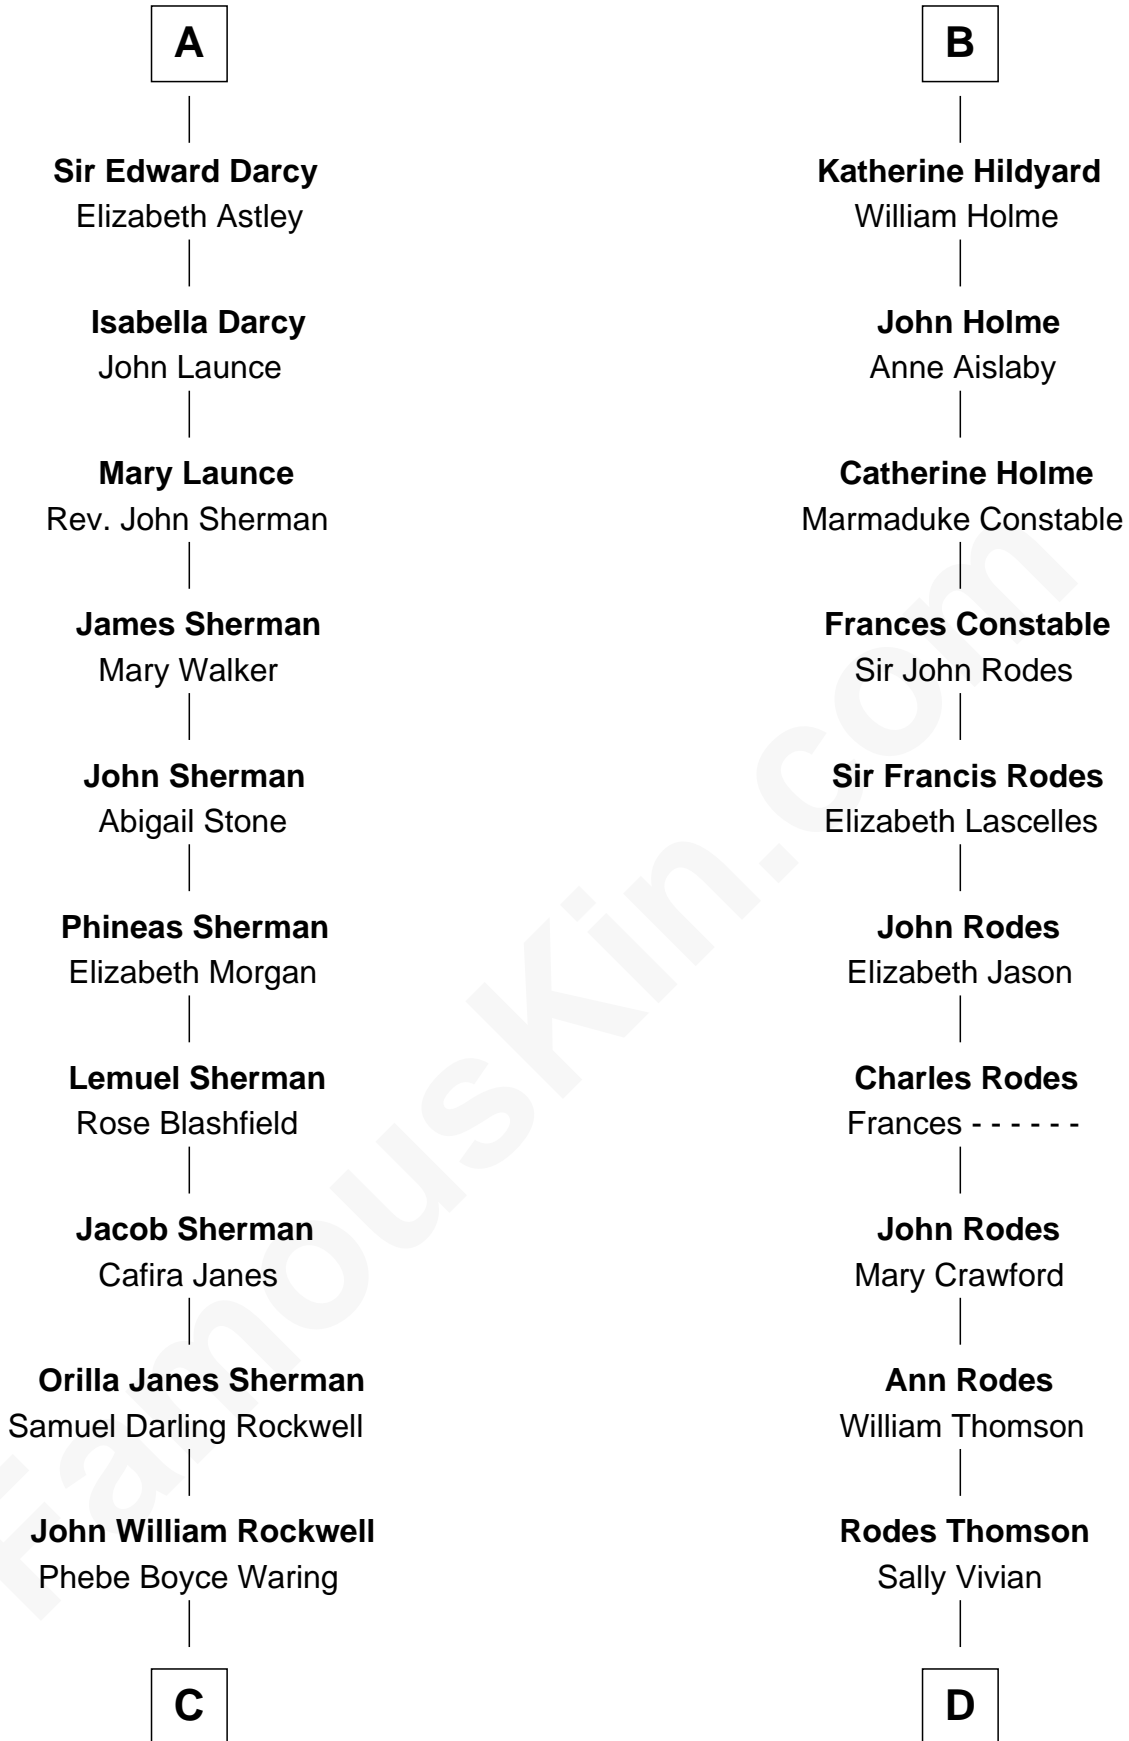 A
Sir Edward Darcy
Elizabeth Astley
Isabella Darcy
John Launce
Mary Launce
Rev. John Sherman
James Sherman
Mary Walker
John Sherman
Abigail Stone
Phineas Sherman
Elizabeth Morgan
Lemuel Sherman
Rose Blashfield
Jacob Sherman
Cafira Janes
Orilla Janes Sherman
Samuel Darling Rockwell
John William Rockwell
Phebe Boyce Waring
C
B
Katherine Hildyard
William Holme
John Holme
Anne Aislaby
Catherine Holme
Marmaduke Constable
Frances Constable
Sir John Rodes
Sir Francis Rodes
Elizabeth Lascelles
John Rodes
Elizabeth Jason
Charles Rodes
Frances - - - - - -
John Rodes
Mary Crawford
Ann Rodes
William Thomson
Rodes Thomson
Sally Vivian
D
FamousKin.com